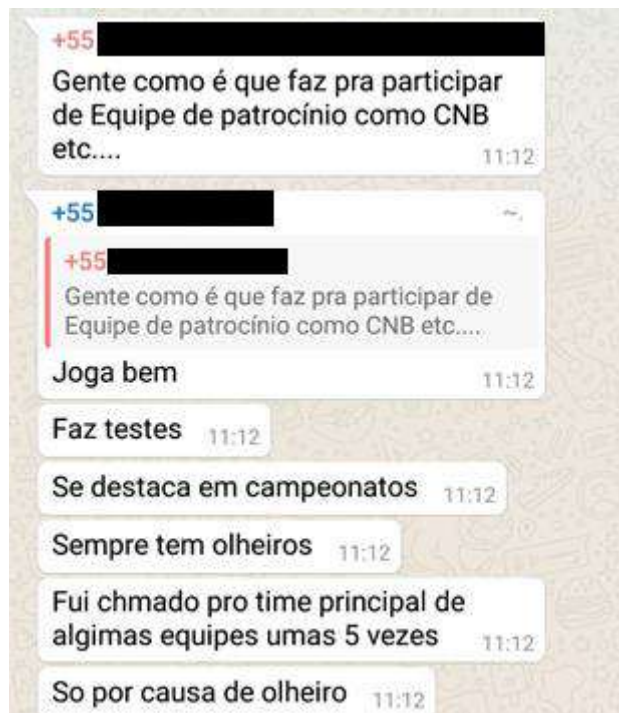 +55
Gente como é que faz pra participar
de Equipe de patrocínio como CNB
etc....
11:12
+55
~.
+55
Gente como é que faz pra participar de
Equipe de patrocínio como CNB etc....
Joga bem
11:12
Faz testes 11:12
Se destaca em campeonatos 11:12
Sempre tem olheiros 11:12
Fui chmado pro time principal de
algimas equipes umas 5 vezes 11:12
So por causa de olheiro 11:12